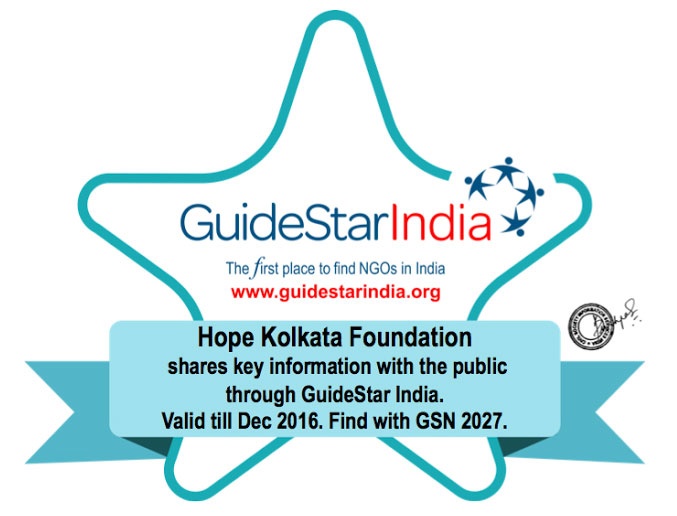 GuideStarIndia
The first place to find NGOs in India
www.guidestarindia.org
Hope Kolkata Foundation
shares key information with the public
through GuideStar India.
Valid till Dec 2016. Find with GSN 2027.